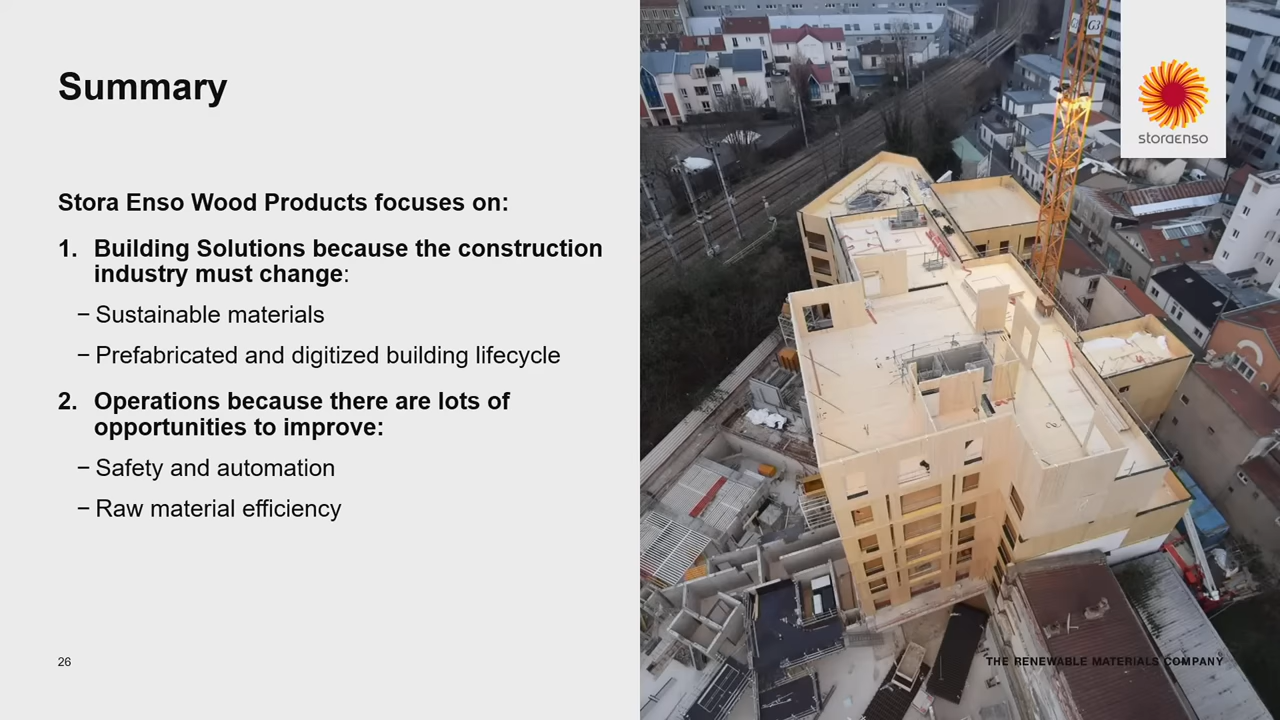 Summary
Stora Enso Wood Products focuses on:
1. Building Solutions because the construction
industry must change:
– Sustainable materials
– Prefabricated and digitized building lifecycle
2. Operations because there are lots of
opportunities to improve:
– Safety and automation
– Raw material efficiency
26
storaenso
THE RENEWABLE MATERIALS COMPANY